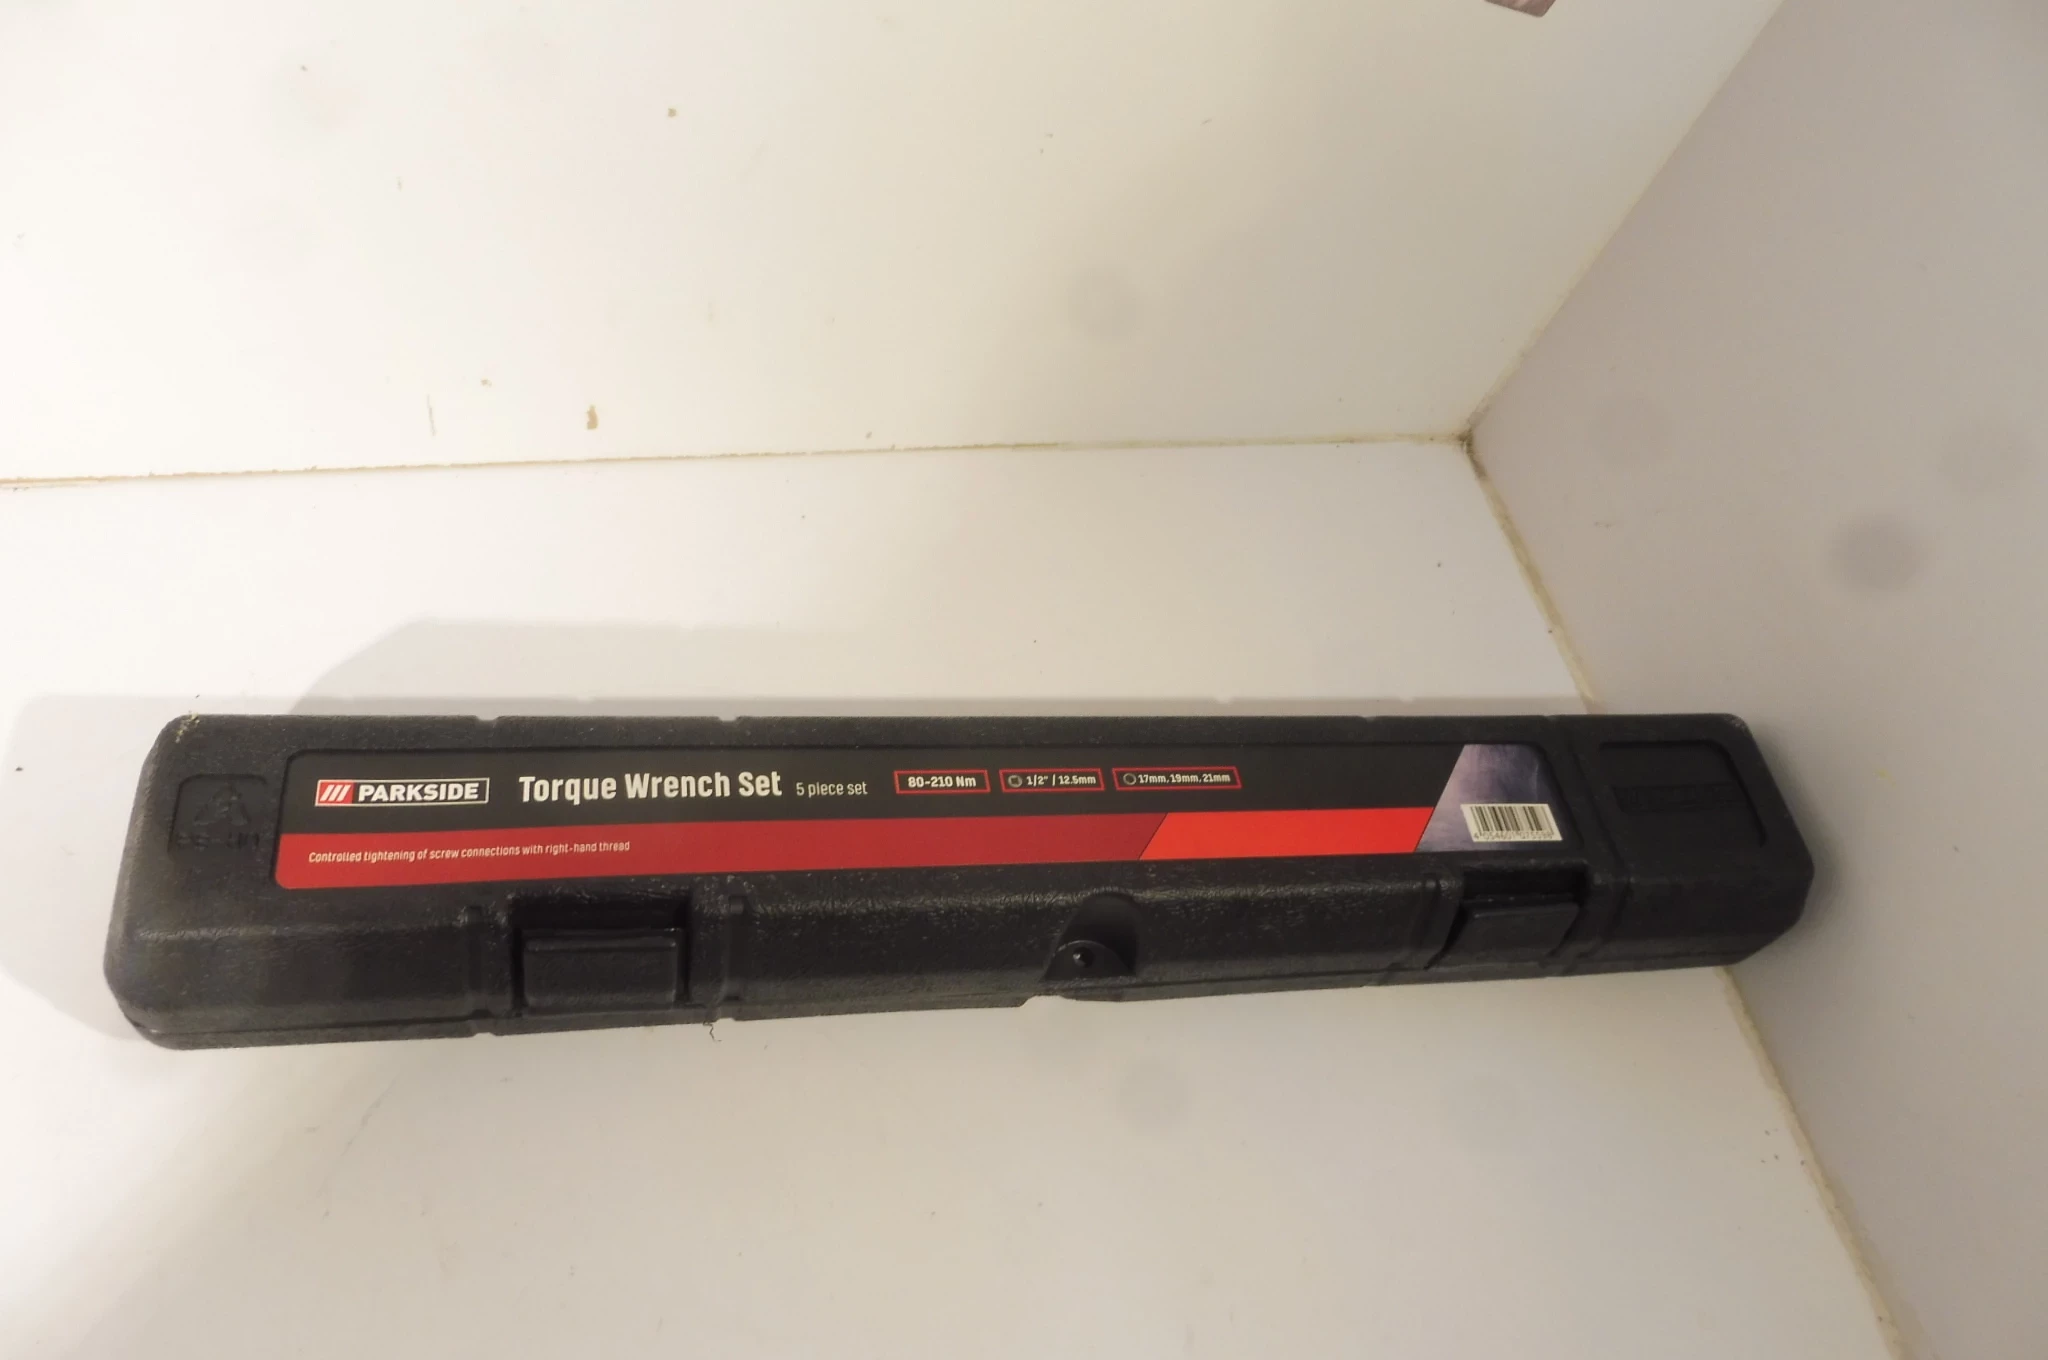 PARKSIDE Torque Wrench Set 5 piece set 80-210 Nm 1/2" / 12.5mm 17mm, 19mm, 21mm
Controlled tightening of screw connections with right-hand thread